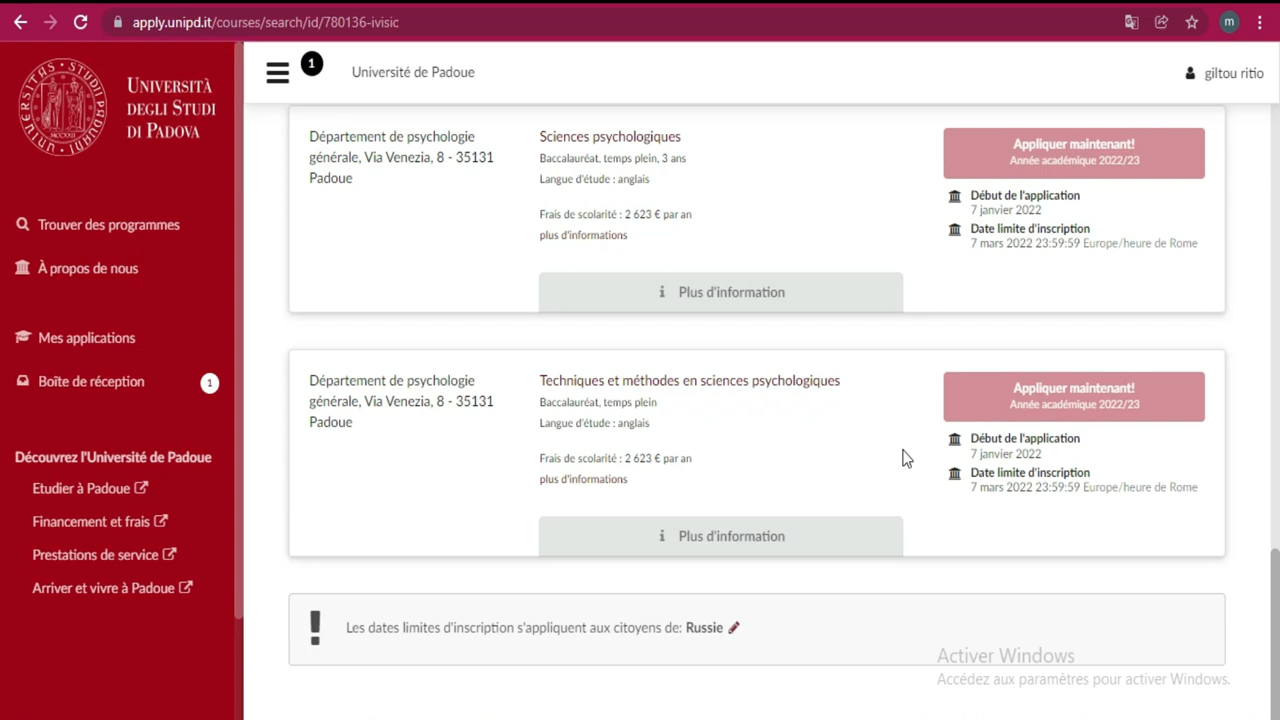 apply.unipd.it/courses/search/id/780136-ivisic
m
UNIVERSITÀ
DEGLI STUDI
DI PADOVA
Trouver des programmes
À propos de nous
Mes applications
Boîte de réception
1
Découvrez l'Université de Padoue
Etudier à Padoue
Financement et frais
Prestations de service
Arriver et vivre à Padoue
1
Université de Padoue
giltou ritio
Département de psychologie
générale, Via Venezia, 8 - 35131
Padoue
Sciences psychologiques
Baccalauréat, temps plein, 3 ans
Langue d'étude : anglais
Frais de scolarité : 2 623 € par an
plus d'informations
Plus d'information
Appliquer maintenant!
Année académique 2022/23
Début de l'application
7 janvier 2022
Date limite d'inscription
7 mars 2022 23:59:59 Europe/heure de Rome
Département de psychologie
générale, Via Venezia, 8 - 35131
Padoue
Techniques et méthodes en sciences psychologiques
Baccalauréat, temps plein
Langue d'étude : anglais
Frais de scolarité : 2 623 € par an
plus d'informations
Plus d'information
Appliquer maintenant!
Année académique 2022/23
Début de l'application
7 janvier 2022
Date limite d'inscription
7 mars 2022 23:59:59 Europe/heure de Rome
Les dates limites d'inscription s'appliquent aux citoyens de: Russie
Activer Windows
Accédez aux paramètres pour activer Windows.